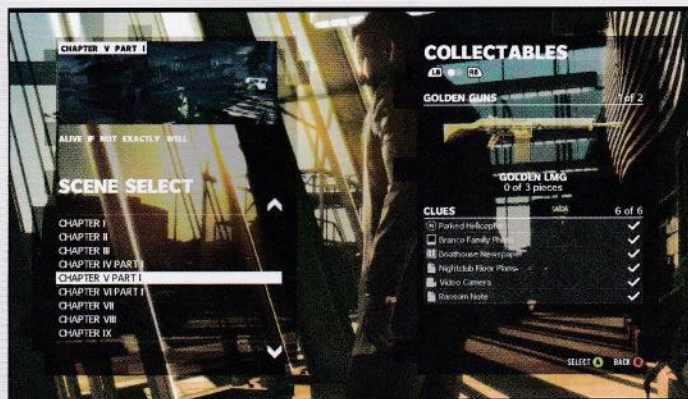 CHAPTER V PART I
ALIVE IF NOT EXACTLY WELL
SCENE SELECT
CHAPTER I
CHAPTER II
CHAPTER III
CHAPTER IV PART I
CHAPTER V PART I
CHAPTER VI PART I
CHAPTER VII
CHAPTER VIII
CHAPTER IX
COLLECTABLES
LB RB
GOLDEN GUNS 1 of 2
GOLDEN LMG
0 of 3 pieces
CLUES 6 of 6
Parked Helicopter
Branco Family Photo
Boathouse Newspaper
Nightclub Floor Plans
Video Camera
Ransom Note
SELECT A BACK B